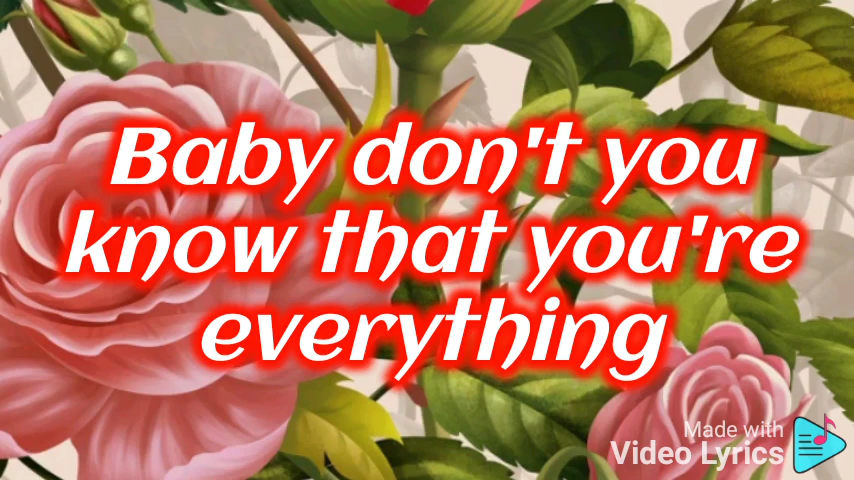 Baby don't you
know that you're
everything
Made with
Video Lyrics